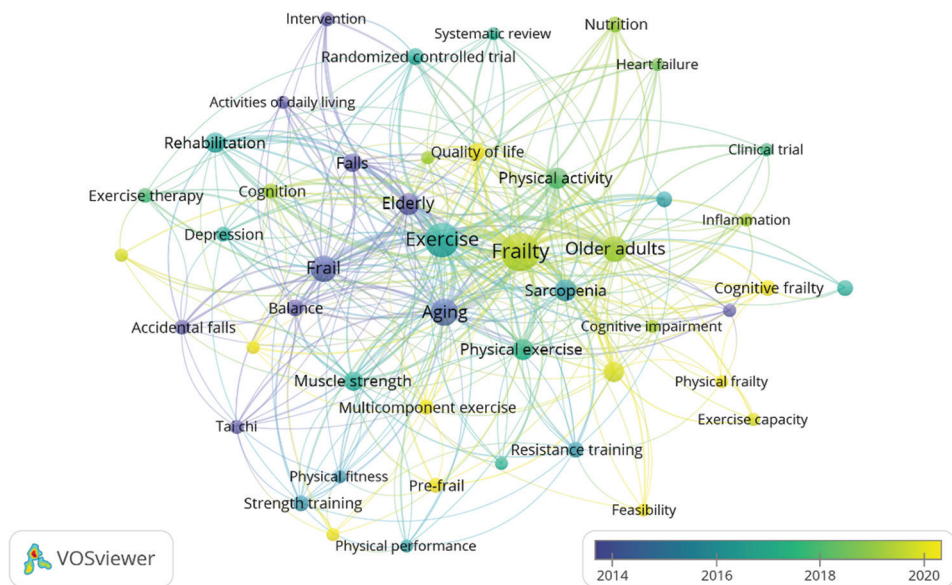 Intervention
Nutrition
Systematic review
Randomized controlled trial
Heart failure
Activities of daily living
Rehabilitation
Clinical trial
Quality of life
Falls
Physical activity
Exercise therapy
Cognition
Elderly
Inflammation
Depression
Exercise
Frailty
Older adults
Frail
Cognitive frailty
Sarcopenia
Balance
Aging
Accidental falls
Cognitive impairment
Physical exercise
Muscle strength
Physical frailty
Multicomponent exercise
Exercise capacity
Tai chi
Resistance training
Physical fitness
Pre-frail
Strength training
Feasibility
Physical performance
VOSviewer
2014 2016 2018 2020